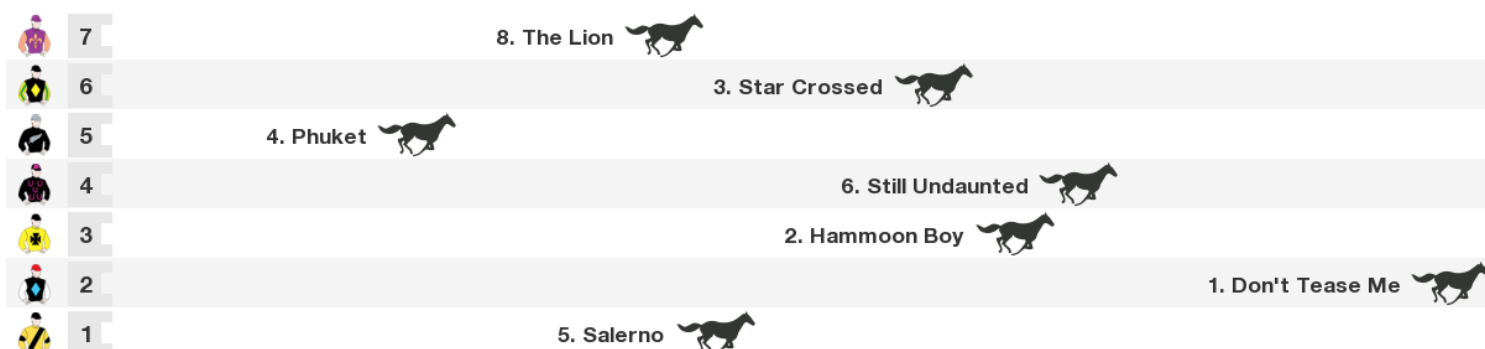 7 8. The Lion
6 3. Star Crossed
5 4. Phuket
4 6. Still Undaunted
3 2. Hammoon Boy
2 1. Don't Tease Me
1 5. Salerno